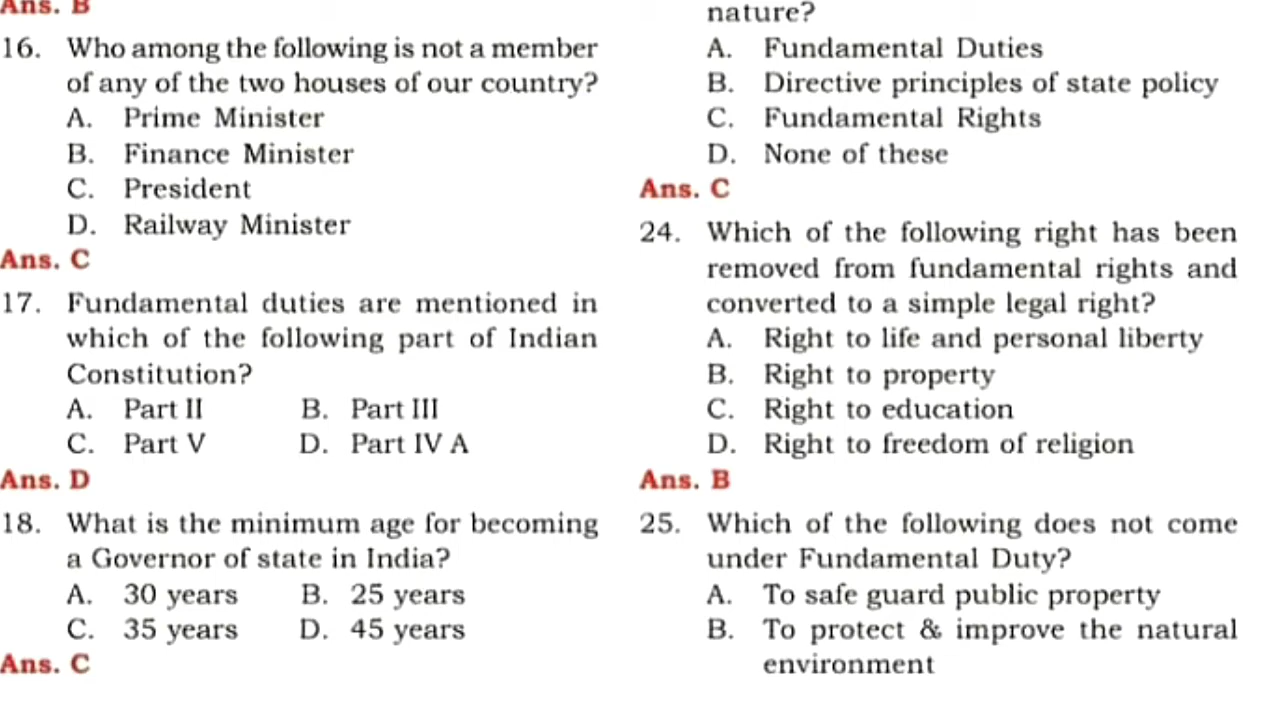 Ans. B
16. Who among the following is not a member
of any of the two houses of our country?
A. Prime Minister
B. Finance Minister
C. President
D. Railway Minister
Ans. C
17. Fundamental duties are mentioned in
which of the following part of Indian
Constitution?
A. Part II B. Part III
C. Part V D. Part IV A
Ans. D
18. What is the minimum age for becoming
a Governor of state in India?
A. 30 years B. 25 years
C. 35 years D. 45 years
Ans. C
nature?
A. Fundamental Duties
B. Directive principles of state policy
C. Fundamental Rights
D. None of these
Ans. C
24. Which of the following right has been
removed from fundamental rights and
converted to a simple legal right?
A. Right to life and personal liberty
B. Right to property
C. Right to education
D. Right to freedom of religion
Ans. B
25. Which of the following does not come
under Fundamental Duty?
A. To safe guard public property
B. To protect & improve the natural
environment